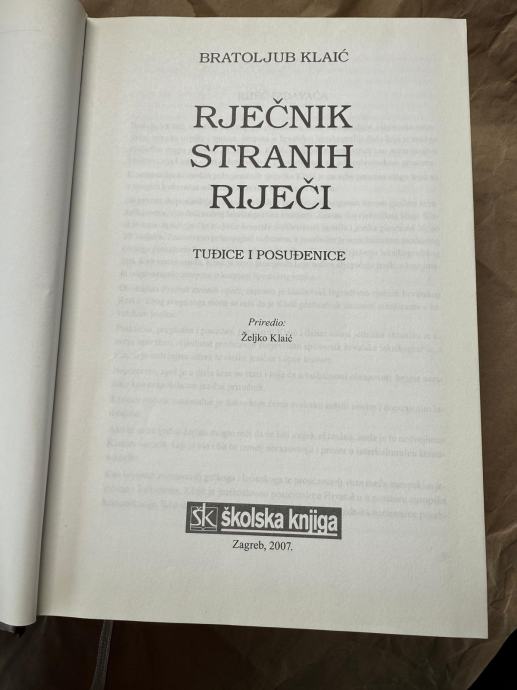 BRATOLJUB KLAIĆ
RJEČNIK
STRANIH
RIJEČI
TUĐICE I POSUĐENICE
Priredio:
Željko Klaić
ŠK školska knjiga
Zagreb, 2007.